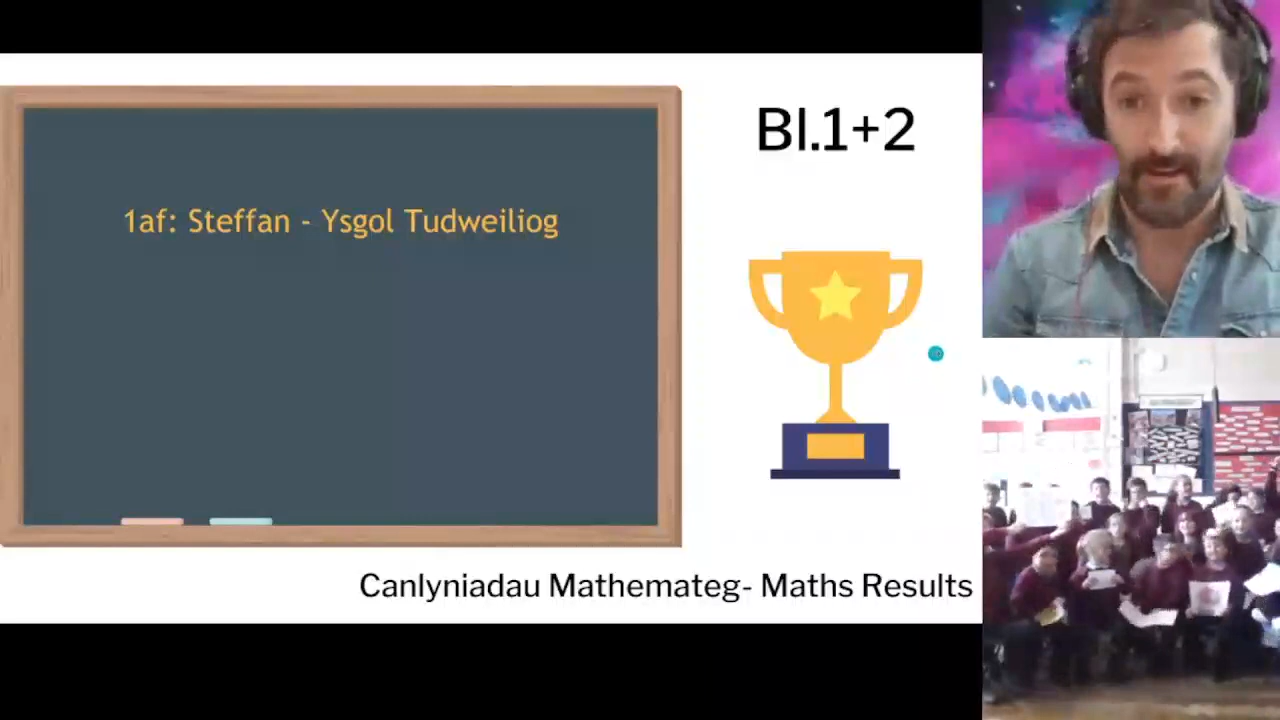 Bl.1+2
1af: Steffan - Ysgol Tudweiliog
Canlyniadau Mathemateg- Maths Results